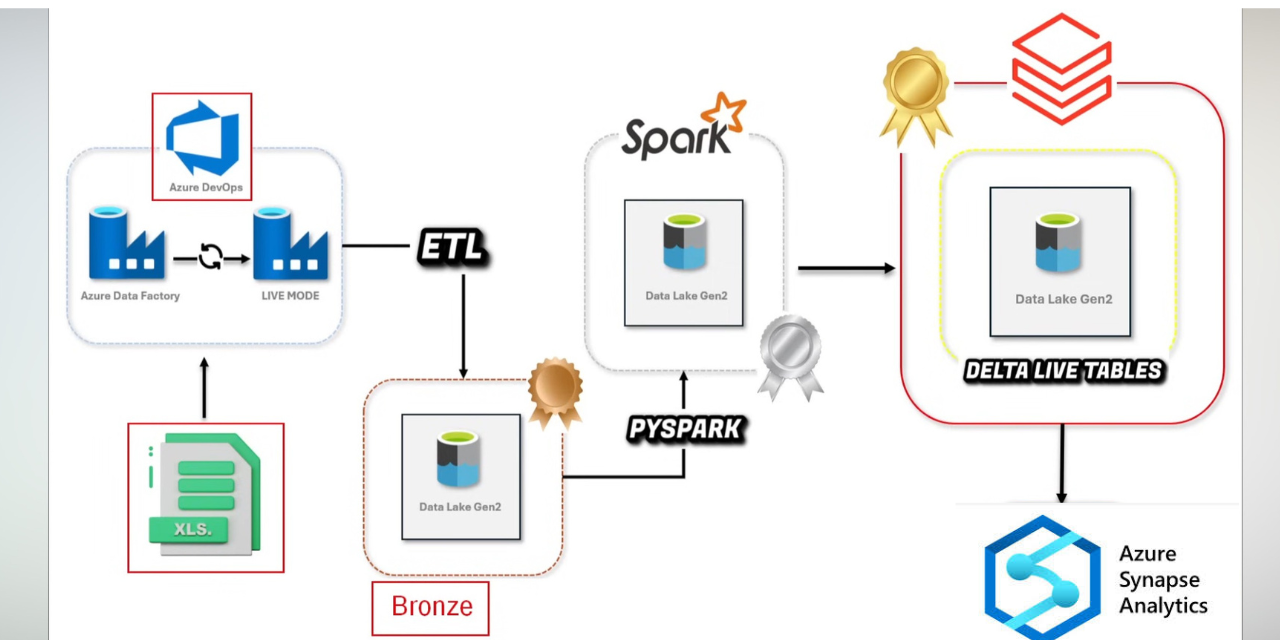 Azure DevOps
Azure Data Factory
LIVE MODE
XLS.
ETL
Data Lake Gen2
Bronze
Spark
Data Lake Gen2
PYSPARK
Data Lake Gen2
DELTA LIVE TABLES
Azure
Synapse
Analytics